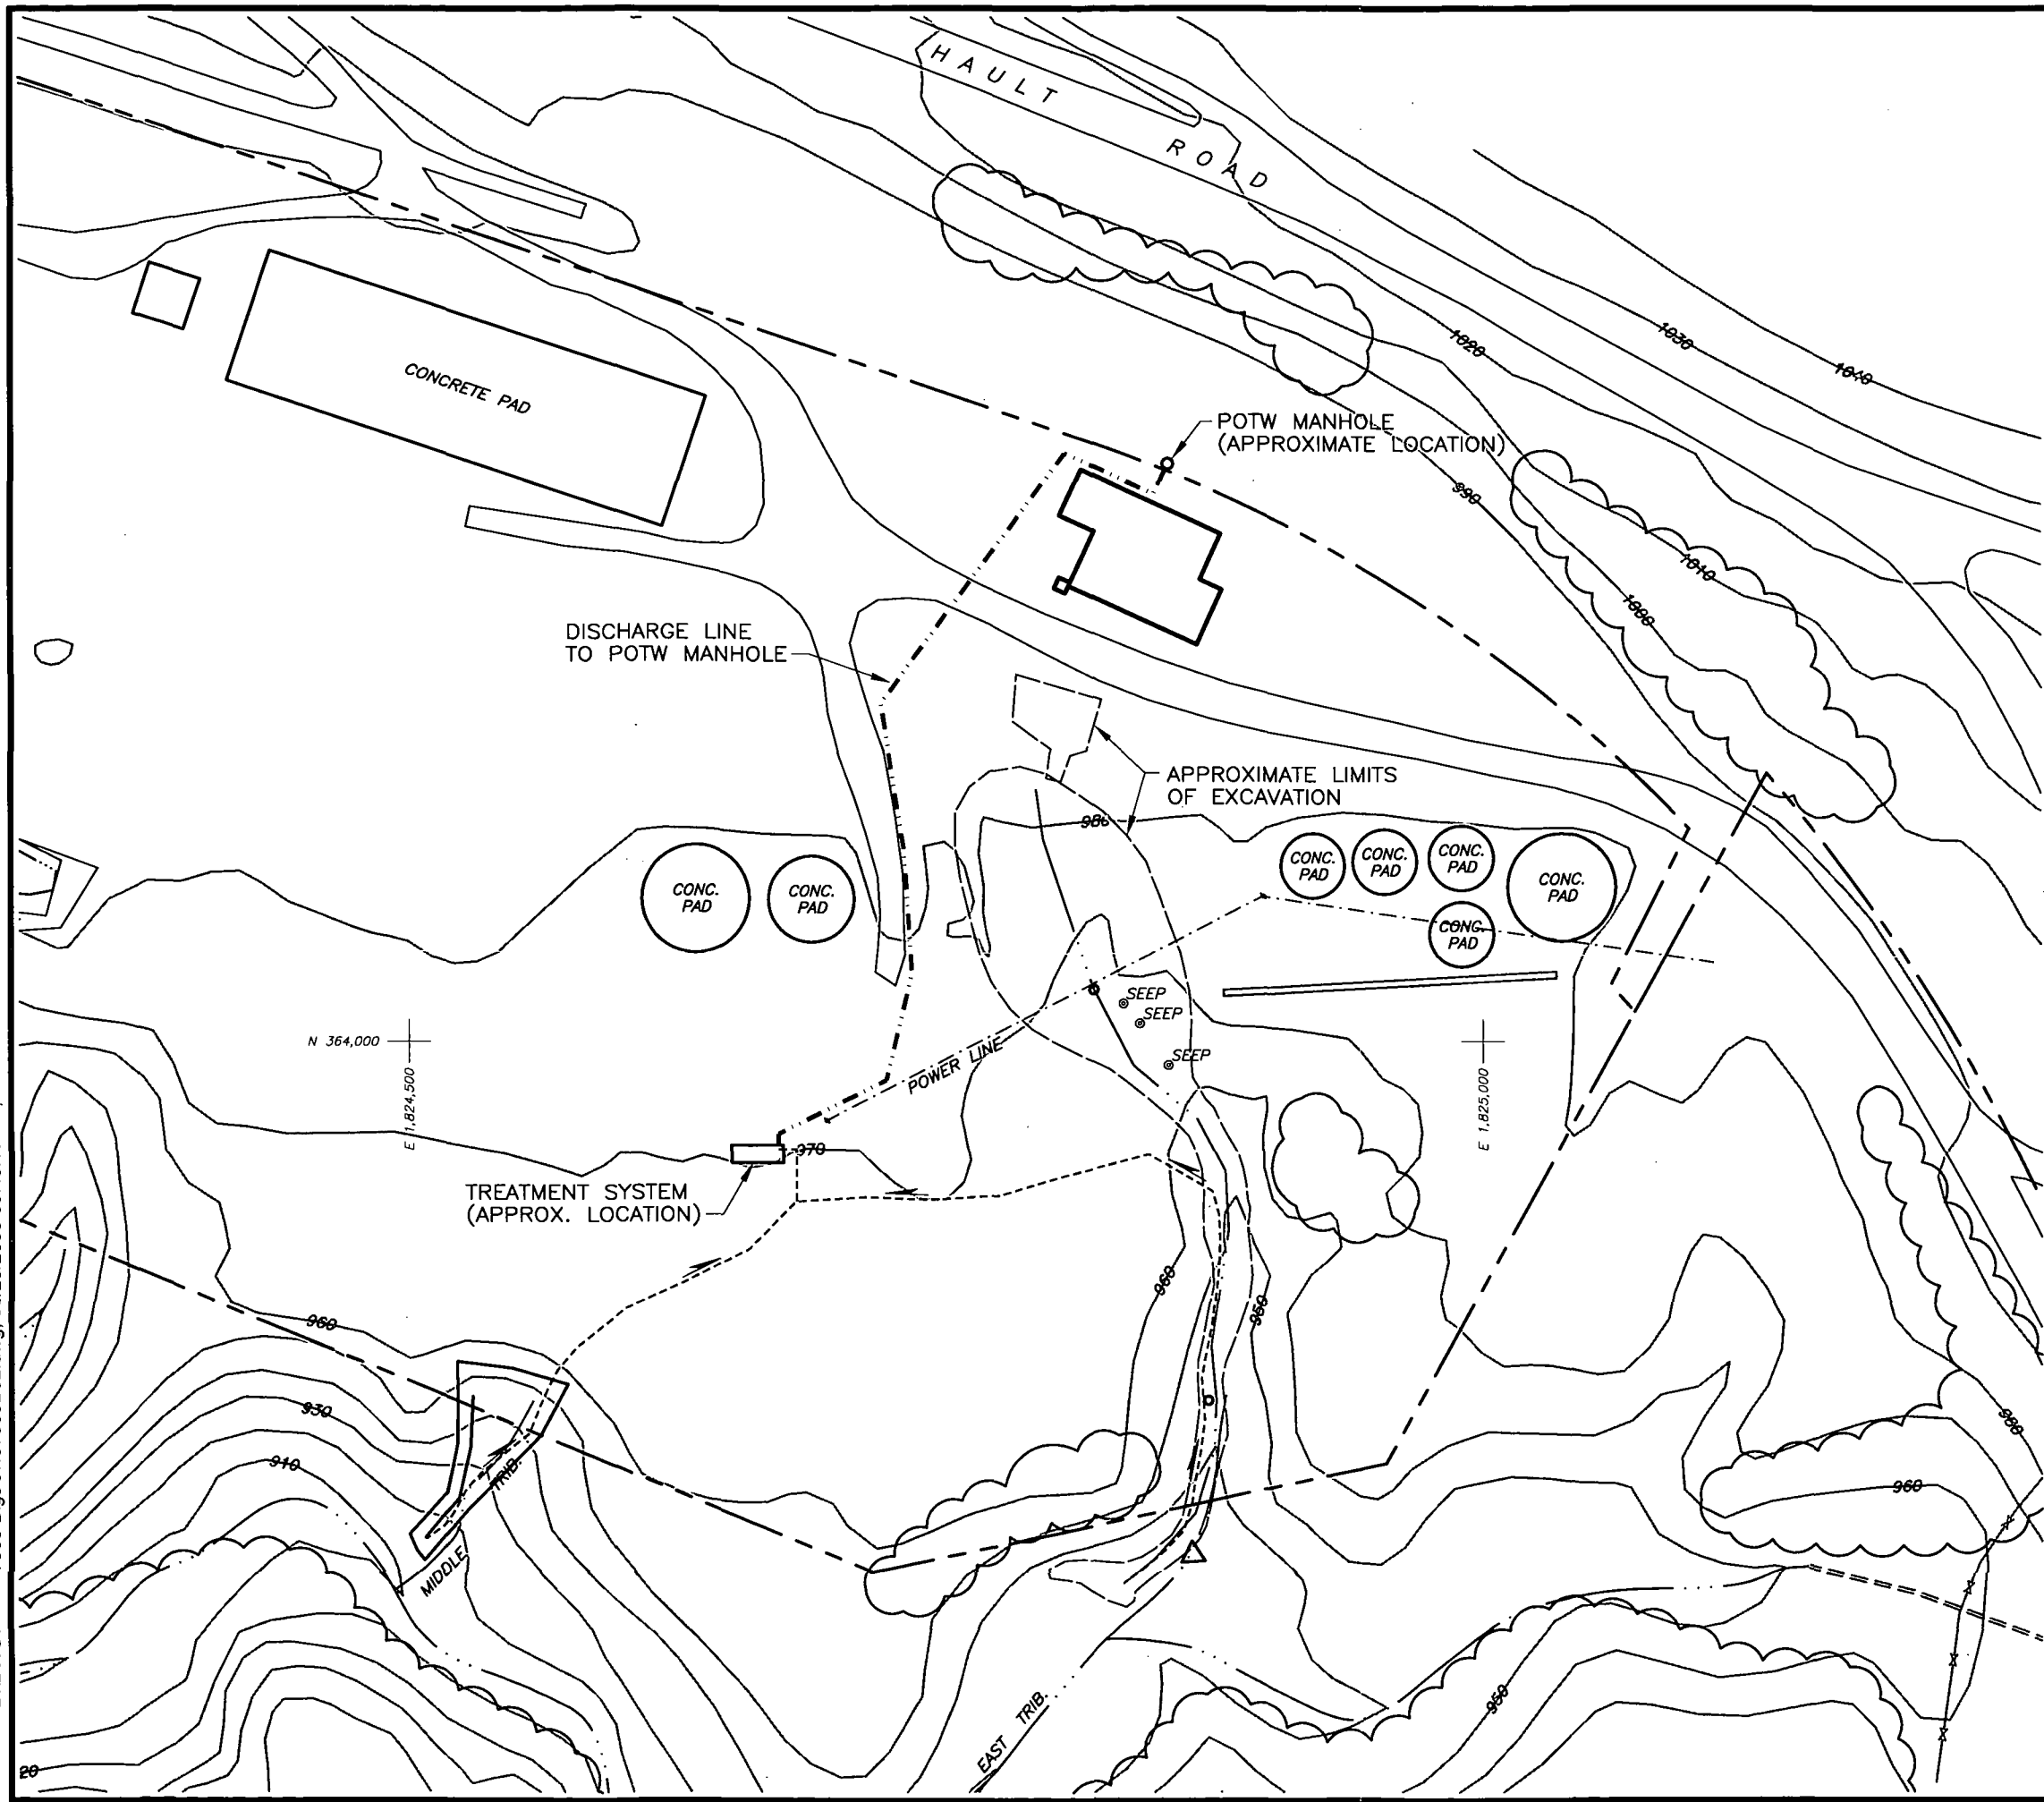 HAULT
ROAD
1030
1020
1040
CONCRETE PAD
POTW MANHOLE
(APPROXIMATE LOCATION)
990
1010
1000
DISCHARGE LINE
TO POTW MANHOLE
APPROXIMATE LIMITS
OF EXCAVATION
980
CONC.
PAD
CONC.
PAD
CONC.
PAD
CONC.
PAD
CONC.
PAD
CONC.
PAD
CONC.
PAD
SEEP
SEEP
SEEP
N 364,000
E 1,824,500
E 1,825,000
POWER LINE
970
TREATMENT SYSTEM
(APPROX. LOCATION)
960
950
960
930
980
910
960
TRIB.
MIDDLE
EAST TRIB.
950
20